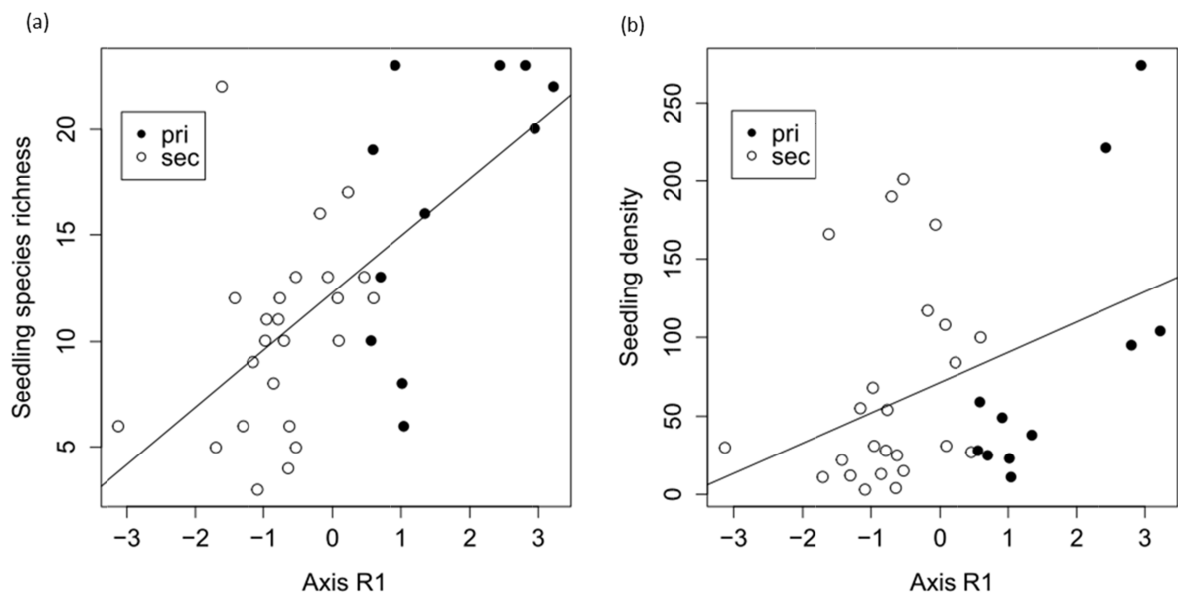 (a)
pri
sec
Seedling species richness
20
15
10
5
−3 −2 −1 0 1 2 3
Axis R1
(b)
pri
sec
Seedling density
250
200
150
100
50
0
−3 −2 −1 0 1 2 3
Axis R1